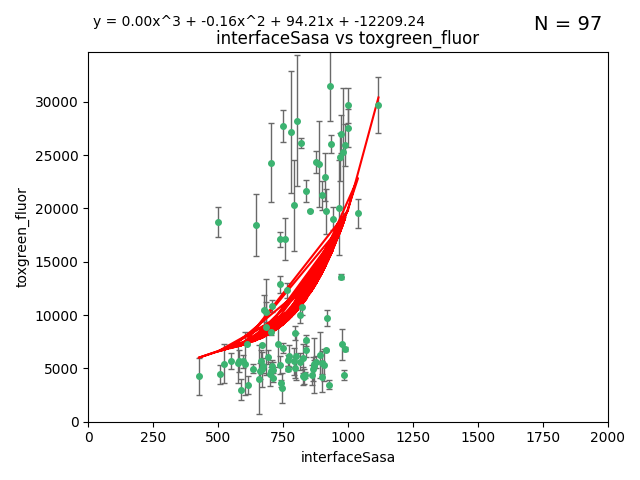 y = 0.00x^3 + -0.16x^2 + 94.21x + -12209.24
N = 97
interfaceSasa vs toxgreen_fluor
30000
25000
20000
15000
10000
5000
0
toxgreen_fluor
0 250 500 750 1000 1250 1500 1750 2000
interfaceSasa